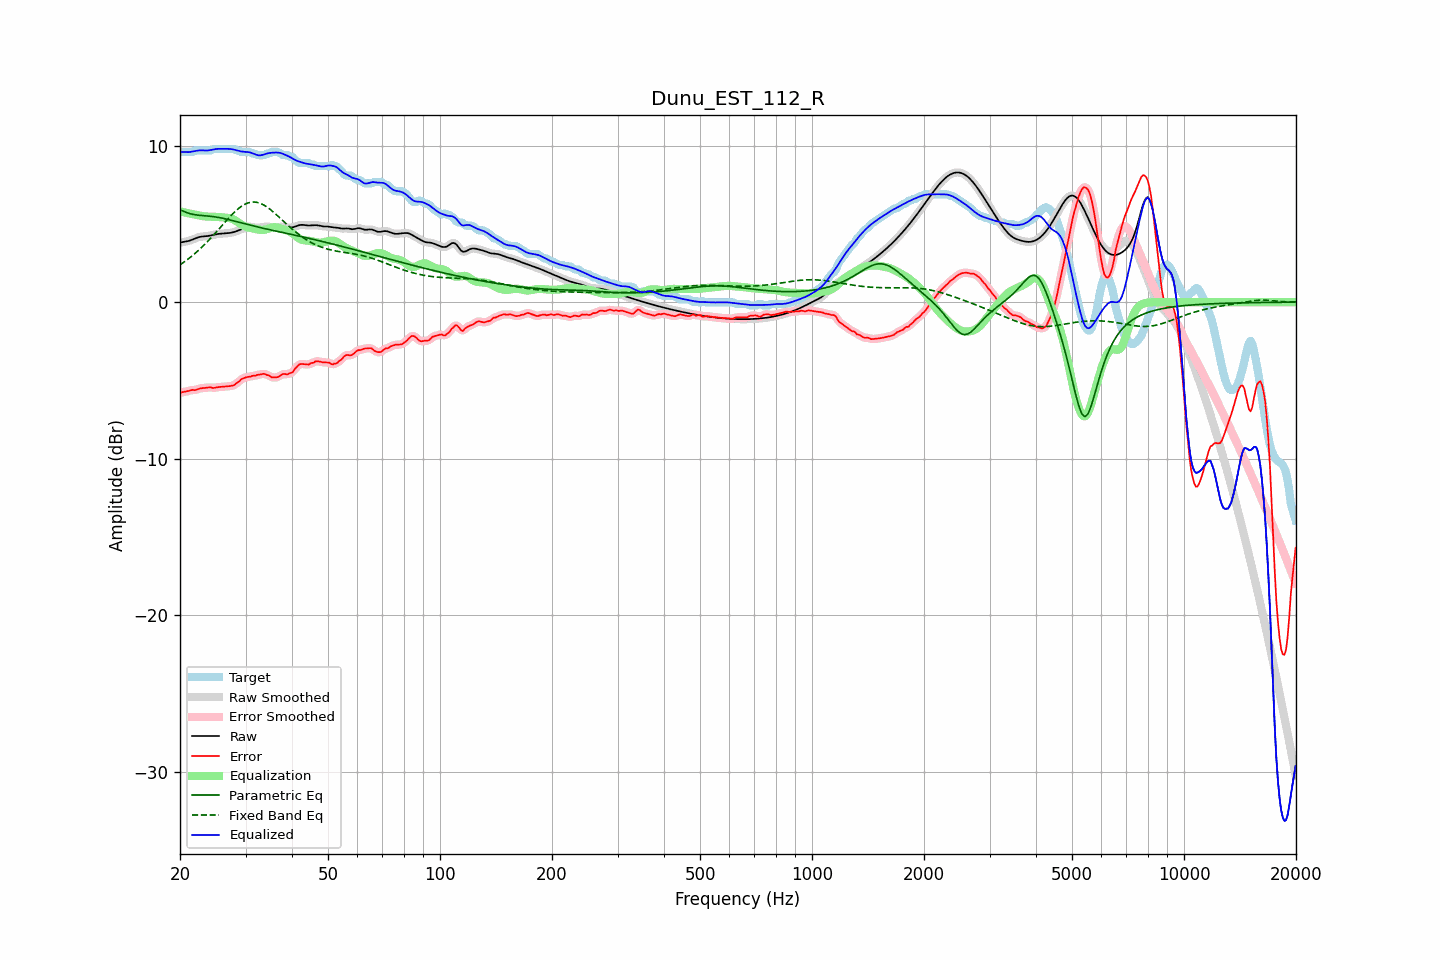 Dunu_EST_112_R
10
0
−10
−20
−30
Amplitude (dBr)
Target
Raw Smoothed
Error Smoothed
Raw
Error
Equalization
Parametric Eq
Fixed Band Eq
Equalized
20 50 100 200 500 1000 2000 5000 10000 20000
Frequency (Hz)